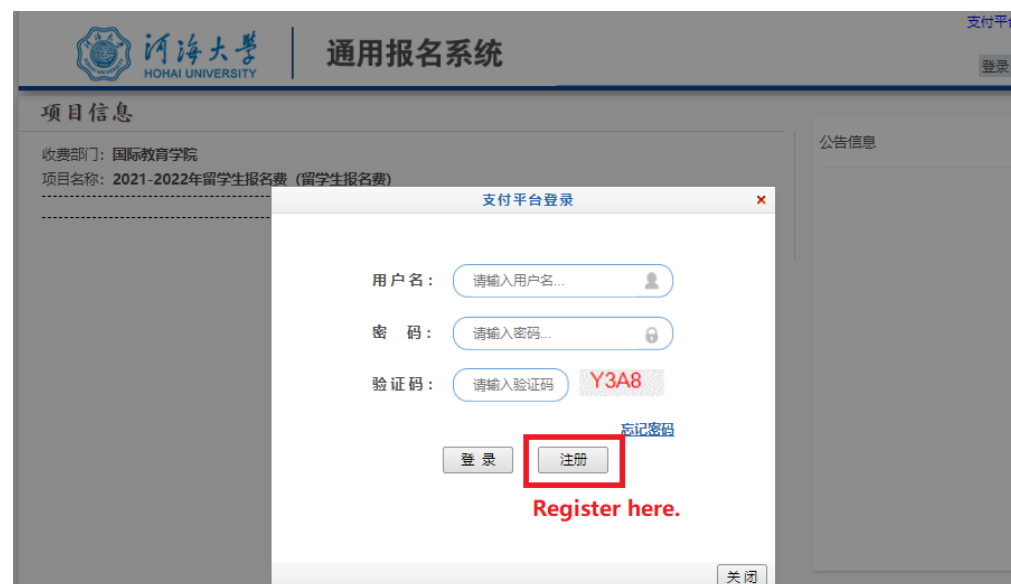 支付平台
河海大学
HOHAI UNIVERSITY
通用报名系统
登录
项目信息
收费部门：国际教育学院
项目名称：2021-2022年留学生报名费（留学生报名费）
公告信息
支付平台登录
用户名：
请输入用户名...
密 码：
请输入密码...
验证码：
请输入验证码
Y3A8
忘记密码
登 录
注册
Register here.
关 闭